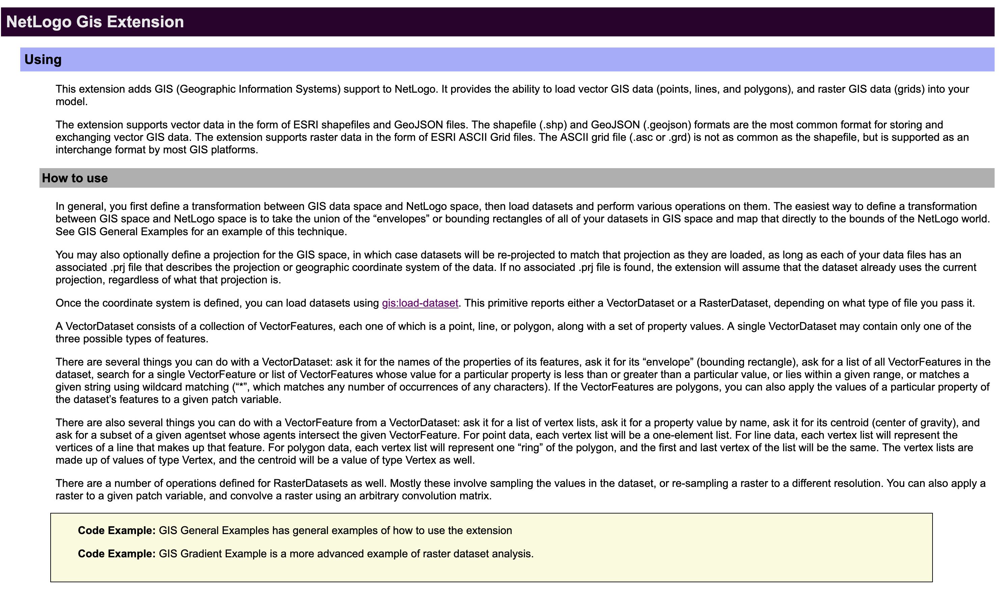 NetLogo Gis Extension
Using
This extension adds GIS (Geographic Information Systems) support to NetLogo. It provides the ability to load vector GIS data (points, lines, and polygons), and raster GIS data (grids) into your
model.
The extension supports vector data in the form of ESRI shapefiles and GeoJSON files. The shapefile (.shp) and GeoJSON (.geojson) formats are the most common format for storing and
exchanging vector GIS data. The extension supports raster data in the form of ESRI ASCII Grid files. The ASCII grid file (.asc or .grd) is not as common as the shapefile, but is supported as an
interchange format by most GIS platforms.
How to use
In general, you first define a transformation between GIS data space and NetLogo space, then load datasets and perform various operations on them. The easiest way to define a transformation
between GIS space and NetLogo space is to take the union of the “envelopes” or bounding rectangles of all of your datasets in GIS space and map that directly to the bounds of the NetLogo world.
See GIS General Examples for an example of this technique.
You may also optionally define a projection for the GIS space, in which case datasets will be re-projected to match that projection as they are loaded, as long as each of your data files has an
associated .prj file that describes the projection or geographic coordinate system of the data. If no associated .prj file is found, the extension will assume that the dataset already uses the current
projection, regardless of what that projection is.
Once the coordinate system is defined, you can load datasets using gis:load-dataset. This primitive reports either a VectorDataset or a RasterDataset, depending on what type of file you pass it.
A VectorDataset consists of a collection of VectorFeatures, each one of which is a point, line, or polygon, along with a set of property values. A single VectorDataset may contain only one of the
three possible types of features.
There are several things you can do with a VectorDataset: ask it for the names of the properties of its features, ask it for its “envelope” (bounding rectangle), ask for a list of all VectorFeatures in the
dataset, search for a single VectorFeature or list of VectorFeatures whose value for a particular property is less than or greater than a particular value, or lies within a given range, or matches a
given string using wildcard matching (“*”, which matches any number of occurrences of any characters). If the VectorFeatures are polygons, you can also apply the values of a particular property of
the dataset’s features to a given patch variable.
There are also several things you can do with a VectorFeature from a VectorDataset: ask it for a list of vertex lists, ask it for a property value by name, ask it for its centroid (center of gravity), and
ask for a subset of a given agentset whose agents intersect the given VectorFeature. For point data, each vertex list will be a one-element list. For line data, each vertex list will represent the
vertices of a line that makes up that feature. For polygon data, each vertex list will represent one “ring” of the polygon, and the first and last vertex of the list will be the same. The vertex lists are
made up of values of type Vertex, and the centroid will be a value of type Vertex as well.
There are a number of operations defined for RasterDatasets as well. Mostly these involve sampling the values in the dataset, or re-sampling a raster to a different resolution. You can also apply a
raster to a given patch variable, and convolve a raster using an arbitrary convolution matrix.
Code Example: GIS General Examples has general examples of how to use the extension
Code Example: GIS Gradient Example is a more advanced example of raster dataset analysis.